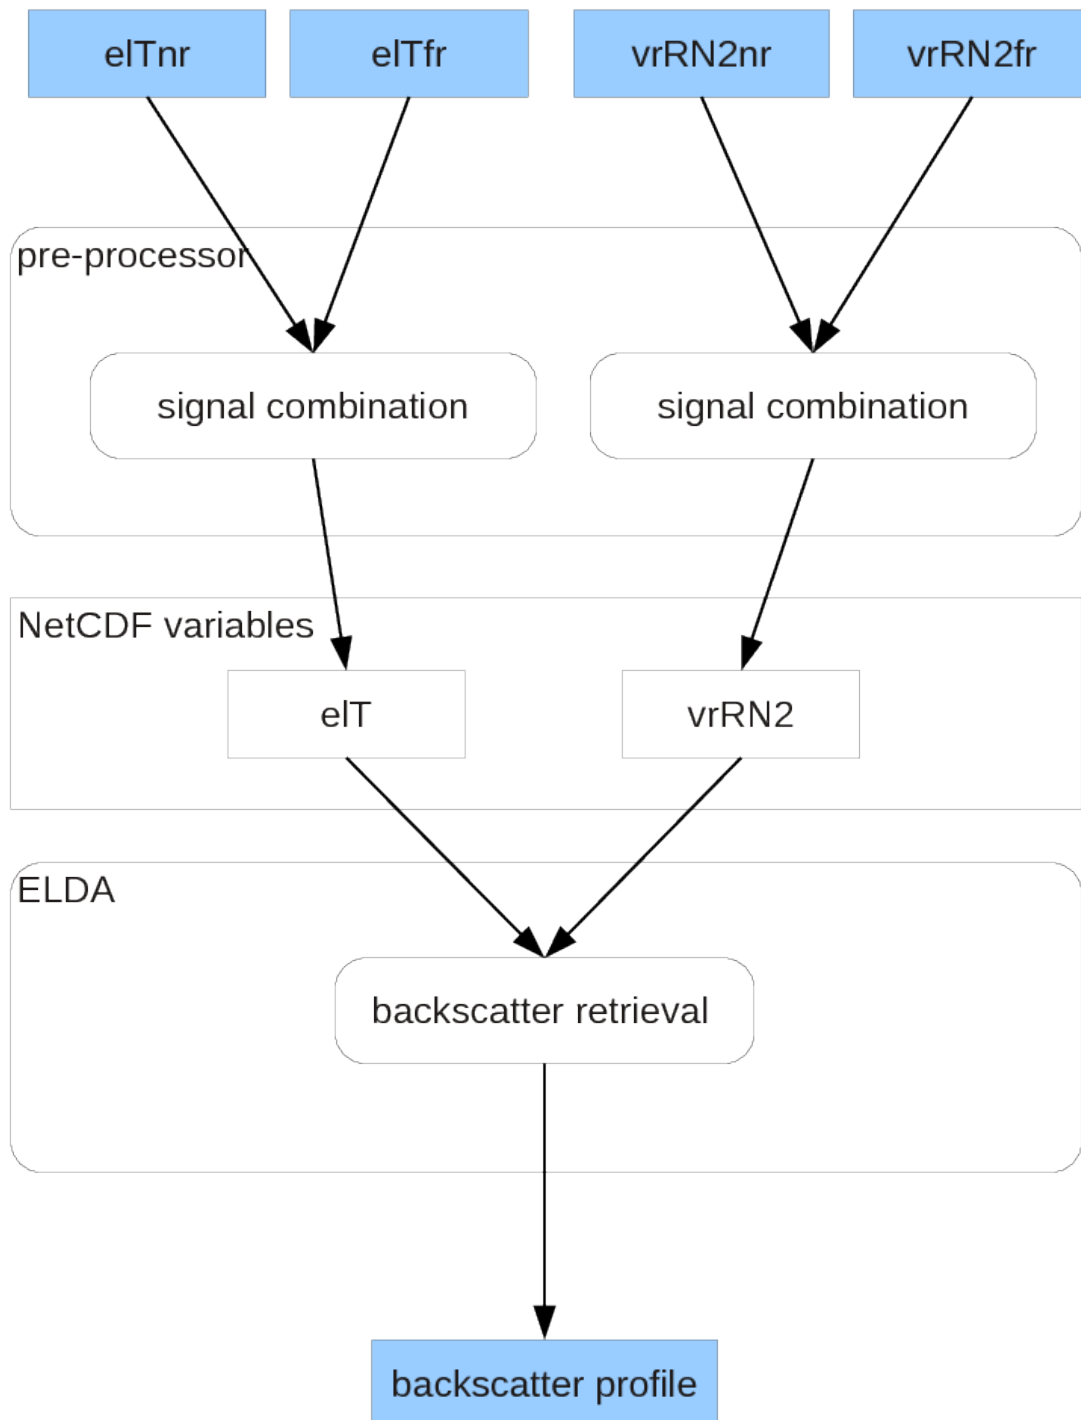 elTnr
elTfr
vrRN2nr
vrRN2fr
pre-processor
signal combination
signal combination
NetCDF variables
elT
vrRN2
ELDA
backscatter retrieval
backscatter profile